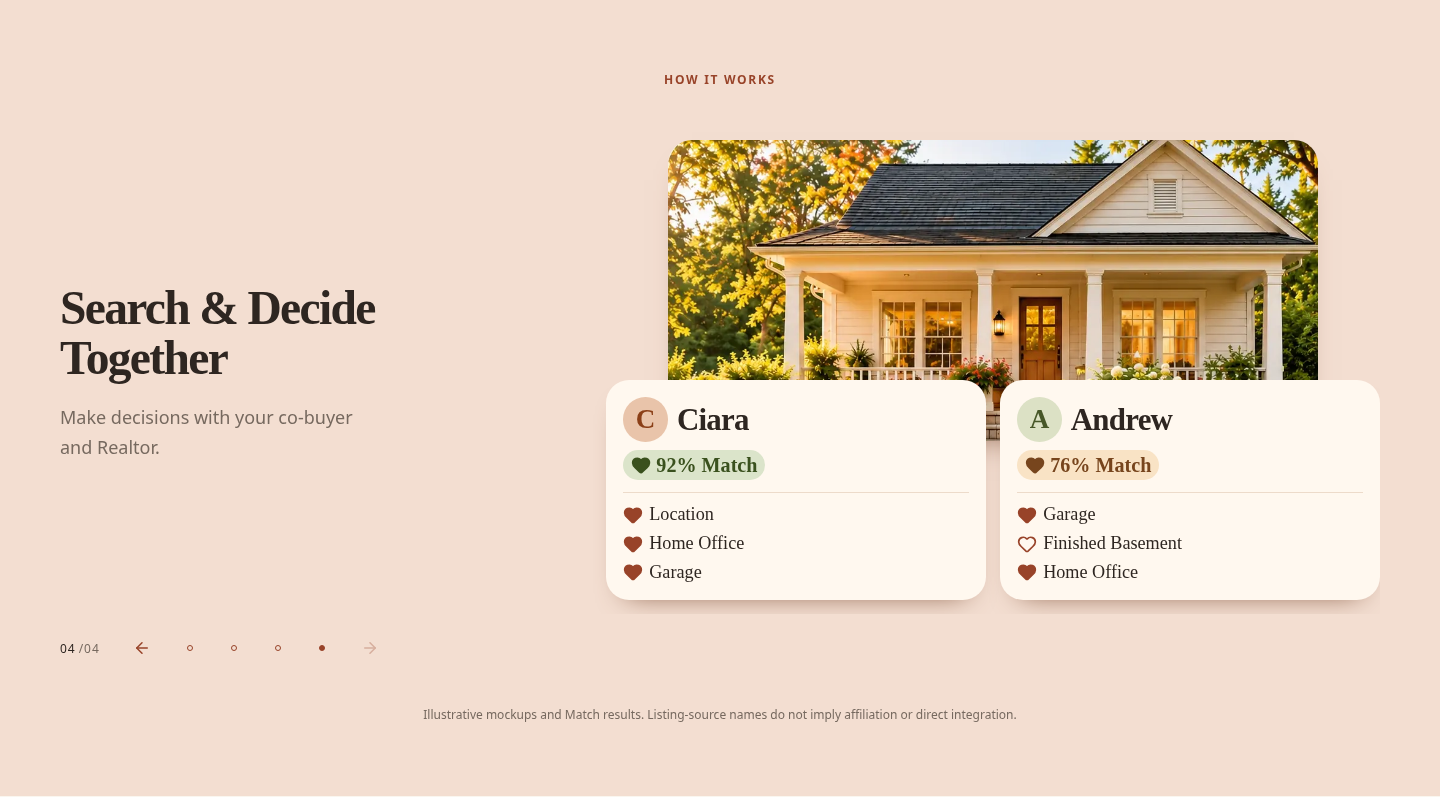 HOW IT WORKS
Search & Decide
Together
Make decisions with your co-buyer
and Realtor.
C Ciara
92% Match
Location
Home Office
Garage
A Andrew
76% Match
Garage
Finished Basement
Home Office
04 /04
Illustrative mockups and Match results. Listing-source names do not imply affiliation or direct integration.